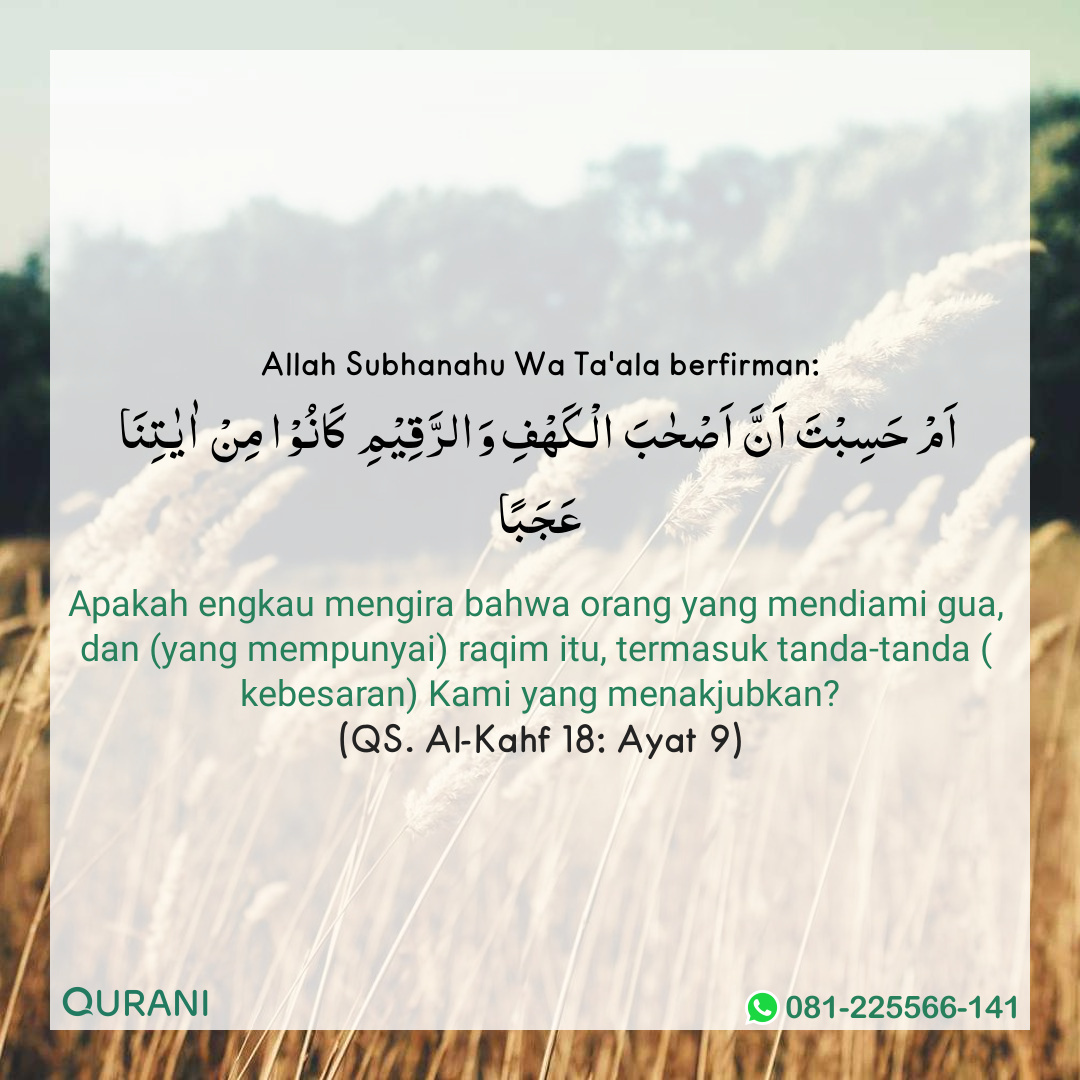 Allah Subhanahu Wa Ta'ala berfirman:
اَمْ حَسِبْتَ اَنَّ اَصْحٰبَ الْكَهْفِ وَالرَّقِيْمِ كَانُوْا مِنْ اٰيٰتِنَا
عَجَبًا
Apakah engkau mengira bahwa orang yang mendiami gua,
dan (yang mempunyai) raqim itu, termasuk tanda-tanda (
kebesaran) Kami yang menakjubkan?
(QS. Al-Kahf 18: Ayat 9)
QURANI
081-225566-141